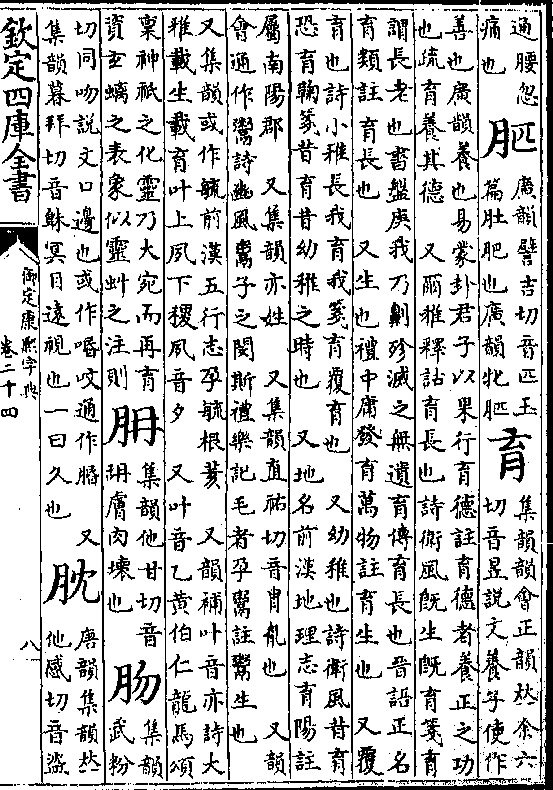 通腰忽
痛也
䏘
廣韻譬吉切音匹玉
篇肚肥也廣韻牝䏘
育
集韻韻會正韻𠀤余六
切音昱說文養子使作
善也廣韻養也易蒙卦君子以果行育德註育德者養正之功
也疏育養其德 又爾雅釋詁育長也詩衛風旣生旣育箋育
謂長老也書盤庚我乃劓殄滅之無遺育傳育長也晉語正名
育類註育長也 又生也禮中庸發育萬物註育生也 又覆
育也詩小雅長我育我箋育覆育也 又幼稚也詩衛風昔育
恐育鞠箋昔育昔幼稚之時也 又地名前漢地理志育陽註
屬南陽郡 又集韻亦姓 又集韻直祐切音胄胤也 又韻
會通作鬻詩豳風鬻子之閔斯禮樂記毛者孕鬻註鬻生也
又集韻或作毓前漢五行志孕毓根荄 又韻補叶音亦詩大
雅載生載育叶上夙下稷夙音夕 又叶音乙黃伯仁龍馬頌
稟神祇之化靈乃大宛而再育
資玄螭之表象似靈虯之注則
集韻他甘切音
膚肉壞也
肳
集韻
武粉
切同吻說文口邊也或作呡通作脗 又
集韻暮拜切音冥目遠視也一曰久也
䏙
唐韻集韻𠀤
他感切音
欽定四庫全書
御定康熙字典
卷二十四
八